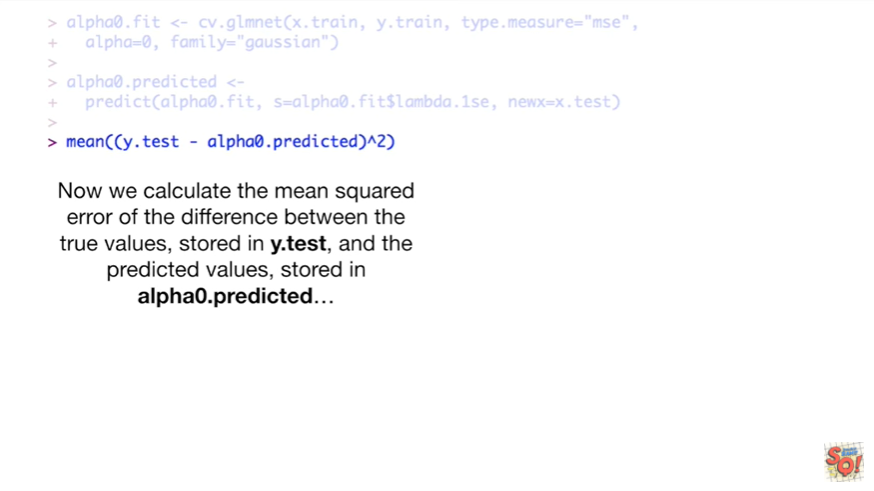 > alpha0.fit <- cv.glmnet(x.train, y.train, type.measure="mse",
+   alpha=0, family="gaussian")
>
> alpha0.predicted <-
+   predict(alpha0.fit, s=alpha0.fit$lambda.1se, newx=x.test)
>
> mean((y.test - alpha0.predicted)^2)
Now we calculate the mean squared
error of the difference between the
true values, stored in y.test, and the
predicted values, stored in
alpha0.predicted…
SQ!